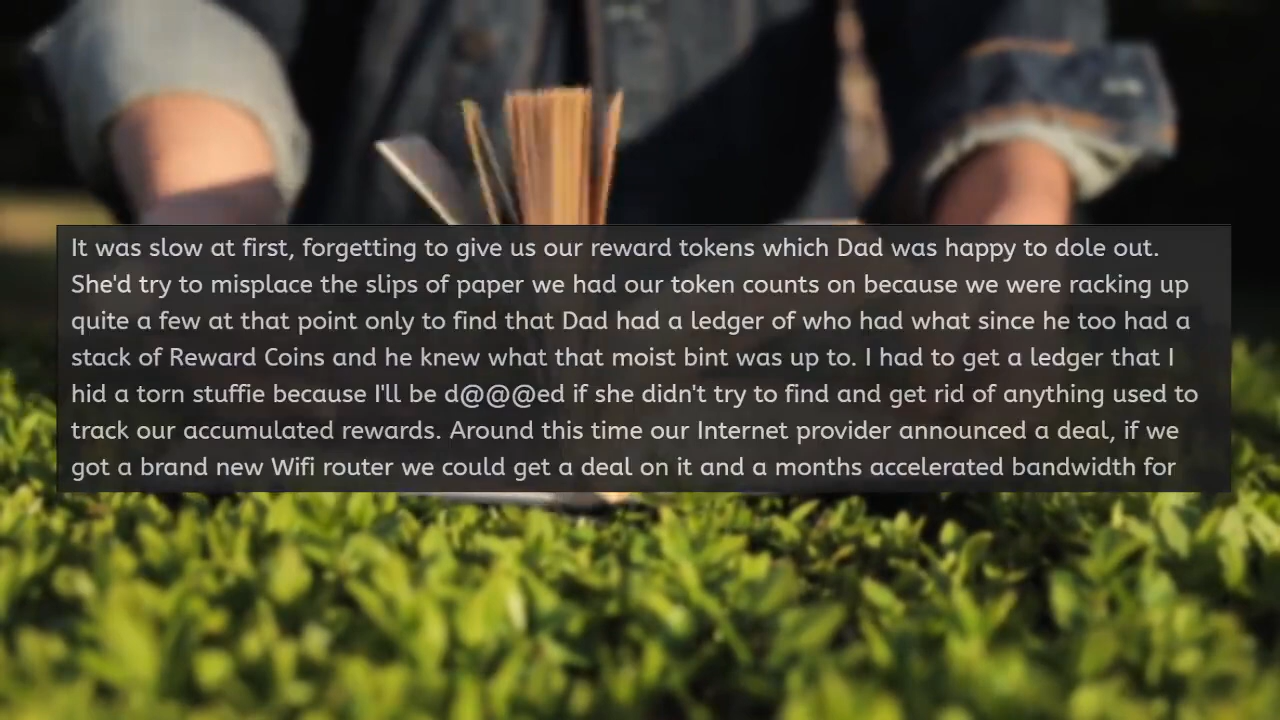 It was slow at first, forgetting to give us our reward tokens which Dad was happy to dole out.
She'd try to misplace the slips of paper we had our token counts on because we were racking up
quite a few at that point only to find that Dad had a ledger of who had what since he too had a
stack of Reward Coins and he knew what that moist bint was up to. I had to get a ledger that I
hid a torn stuffie because I'll be d@@@ed if she didn't try to find and get rid of anything used to
track our accumulated rewards. Around this time our Internet provider announced a deal, if we
got a brand new Wifi router we could get a deal on it and a months accelerated bandwidth for